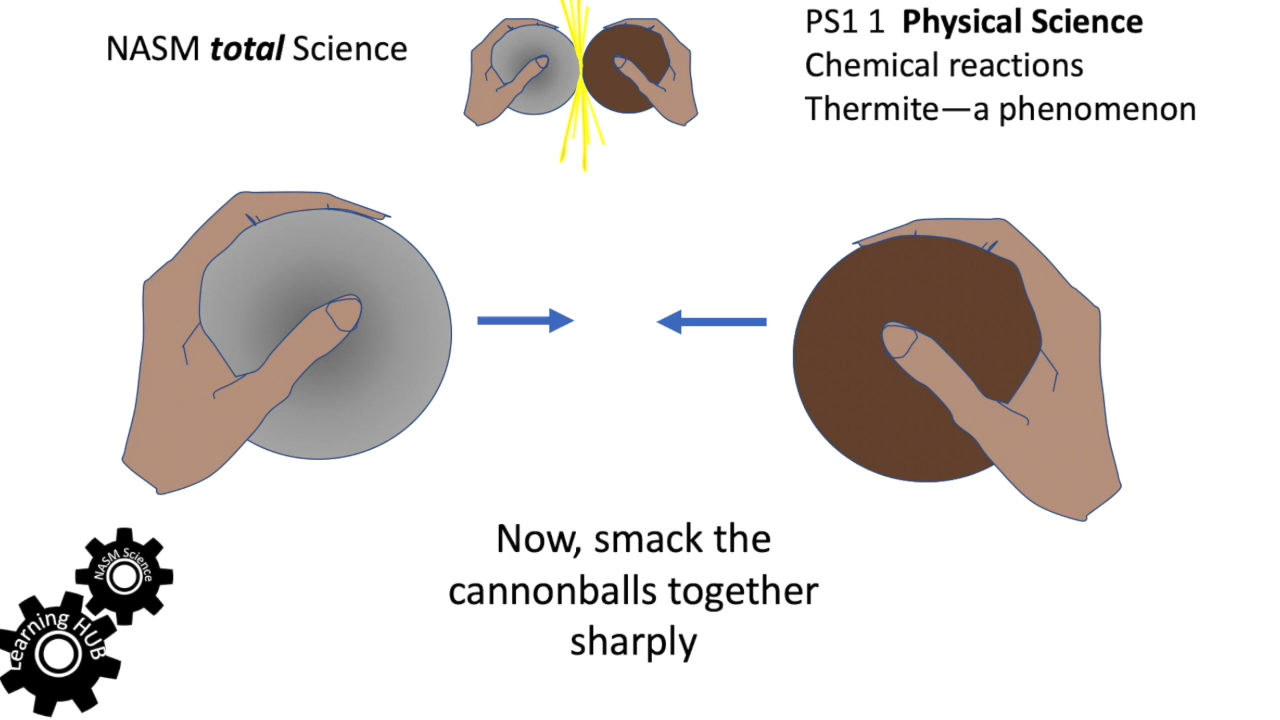 NASM total Science
PS1 1 Physical Science
Chemical reactions
Thermite—a phenomenon
Now, smack the
cannonballs together
sharply
NASM Science
Learning HUB